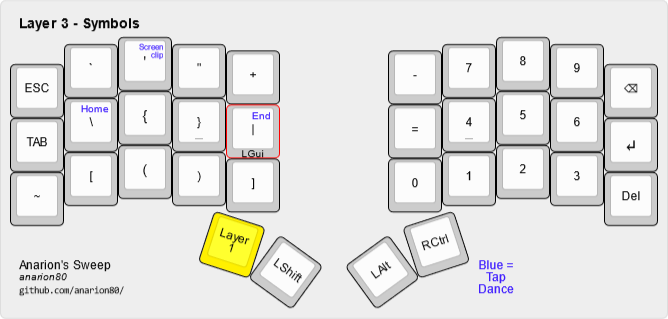 Layer 3 - Symbols
ESC
`
Screen
clip
'
"
+
-
7
8
9
⌫
TAB
Home
\
{
}
_
End
|
LGui
=
4
_
5
6
↵
~
[
(
)
]
0
1
2
3
Del
Layer
1
LShift
LAlt
RCtrl
Anarion's Sweep
anarion80
github.com/anarion80/
Blue =
Tap
Dance